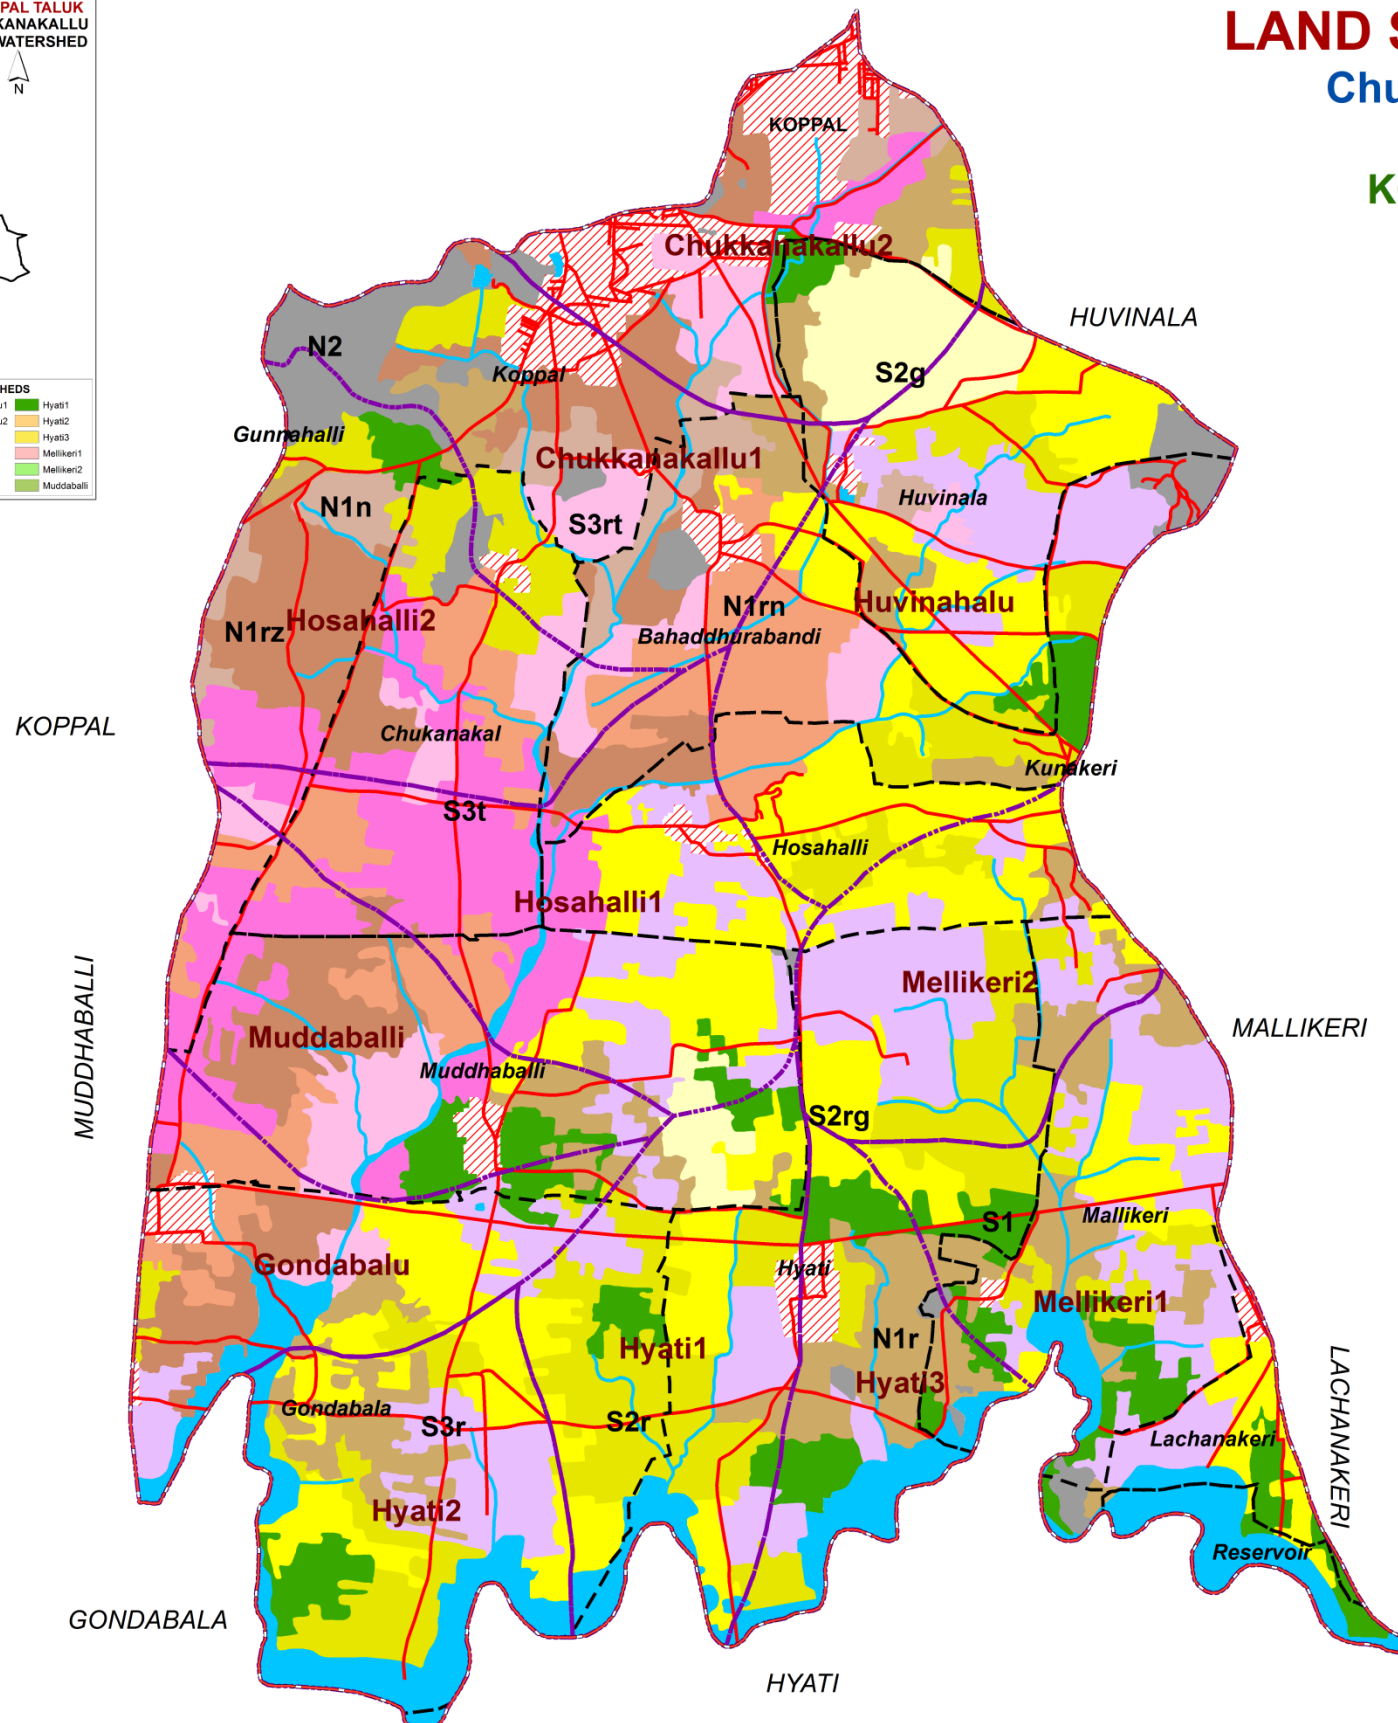 PAL TALUK
KANAKALLU
WATERSHED
N
LAND
Chu
KOPPAL
Chukkanakallu2
HUVINALA
N2
S2g
Koppal
HEDS
Hyati1
Hyati2
Hyati3
Mellikeri1
Mellikeri2
Muddaballi
Gunnahalli
Chukkanakallu1
Huvinala
N1n
S3rt
N1rn
Huvinahalu
Hosahalli2
N1rz
Bahaddhurabandi
KOPPAL
Chukanakal
Kunakeri
S3t
Hosahalli
Hosahalli1
Mellikeri2
MUDDHABALLI
Muddaballi
MALLIKERI
Muddhaballi
S2rg
S1
Mallikeri
Gondabalu
Hyati
Mellikeri1
Hyati1
N1r
Hyati3
LACHANAKERI
Gondabala
S3r
S2r
Lachanakeri
Hyati2
Reservoir
GONDABALA
HYATI